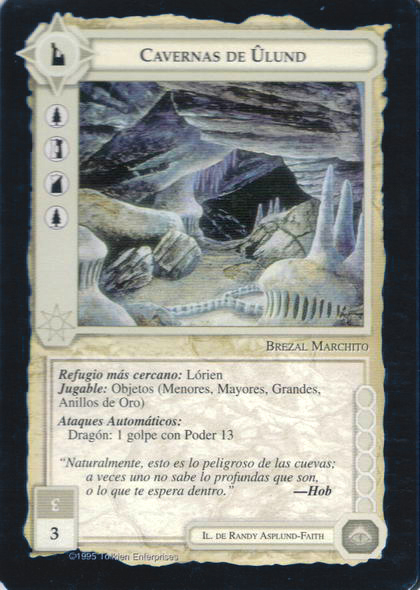 CAVERNAS DE ÛLUND
BREZAL MARCHITO
Refugio más cercano: Lórien
Jugable: Objetos (Menores, Mayores, Grandes,
Anillos de Oro)
Ataques Automáticos:
Dragón: 1 golpe con Poder 13
“Naturalmente, esto es lo peligroso de las cuevas;
a veces uno no sabe lo profundas que son,
o lo que te espera dentro.” —Hob
3
3
IL. DE RANDY ASPLUND-FAITH
©1995 Tolkien Enterprises